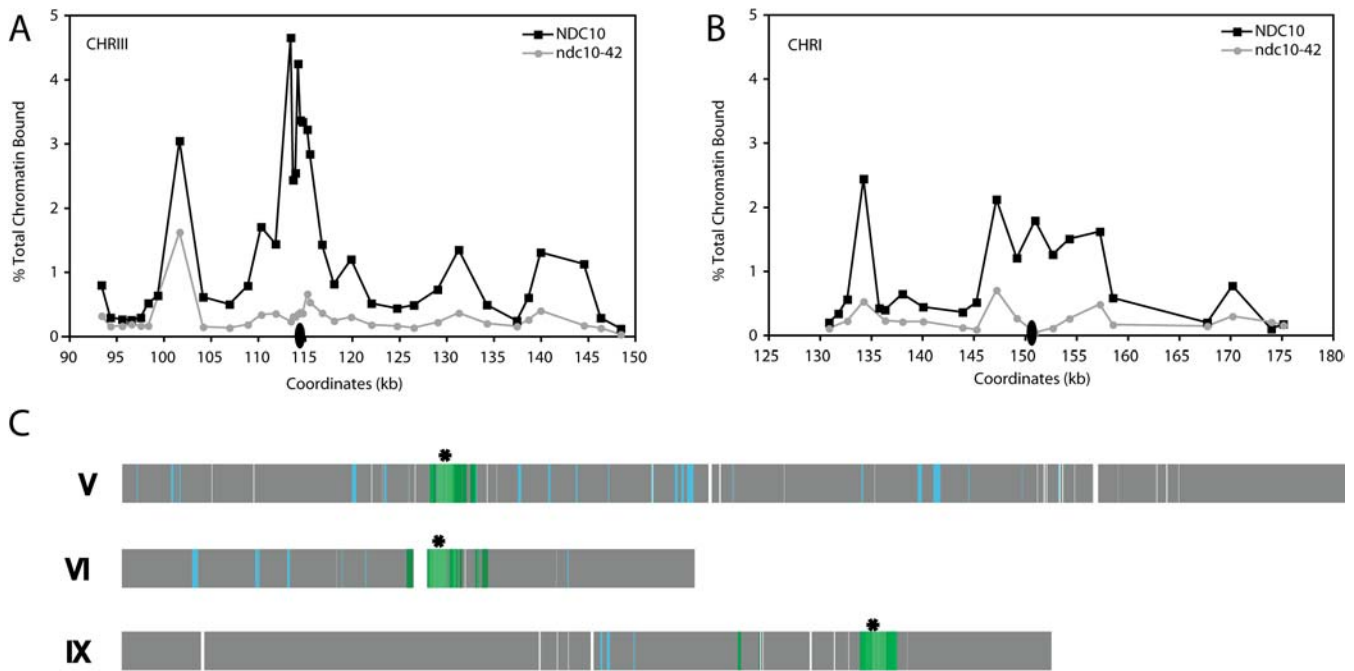 A
CHRIII
NDC10
ndc10-42
% Total Chromatin Bound
5
4
3
2
1
0
90 95 100 105 110 115 120 125 130 135 140 145 150
Coordinates (kb)
B
CHRI
NDC10
ndc10-42
% Total Chromatin Bound
5
4
3
2
1
0
125 130 135 140 145 150 155 160 165 170 175 180
Coordinates (kb)
C
*
V
*
VI
*
IX